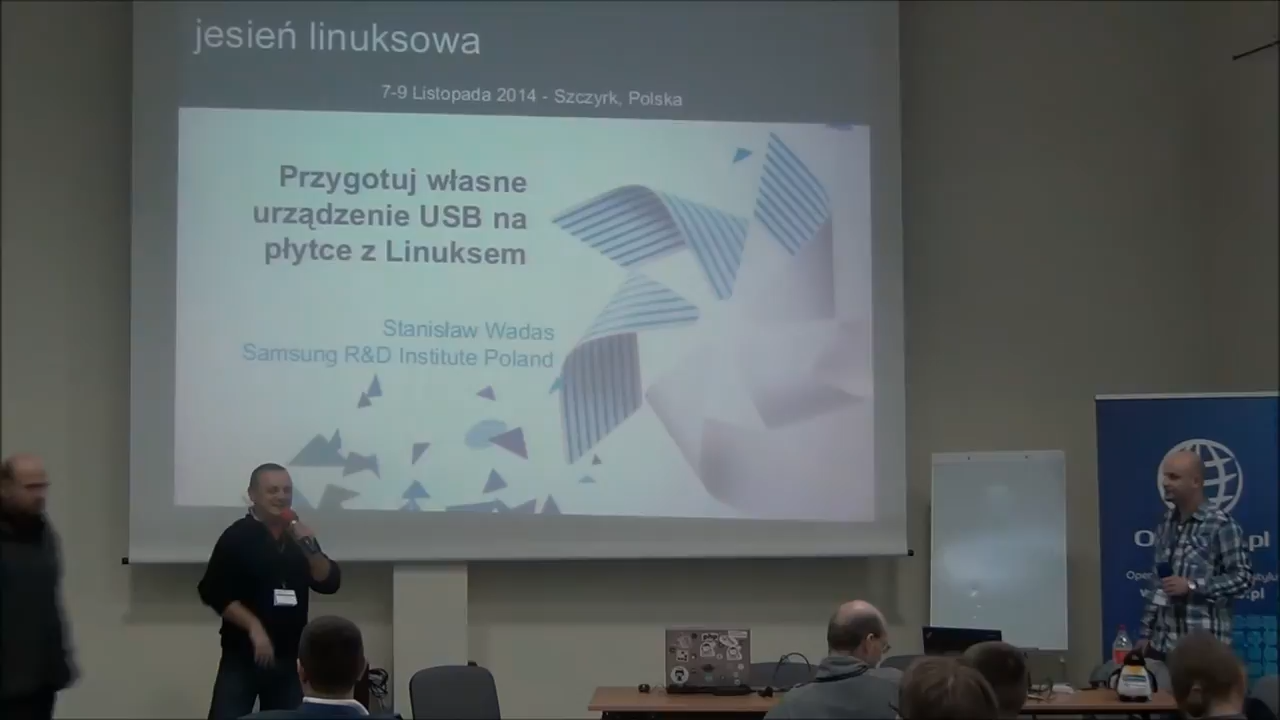 jesień linuksowa
7-9 Listopada 2014 - Szczyrk, Polska
Przygotuj własne
urządzenie USB na
płytce z Linuksem
Stanisław Wadas
Samsung R&D Institute Poland
php